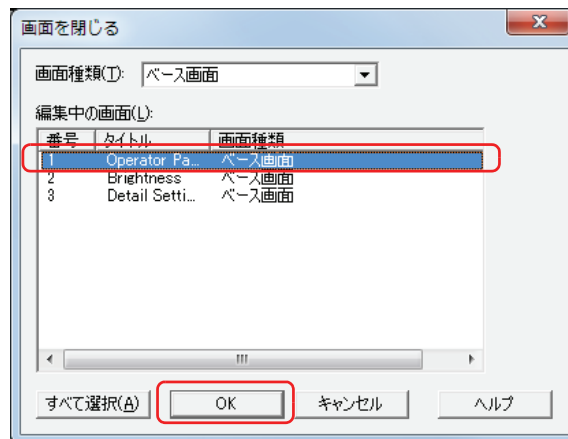 画面を閉じる
画面種類(T): ベース画面
編集中の画面(L):
番号 タイトル 画面種類
1 Operator Pa... ベース画面
2 Brightness ベース画面
3 Detail Setti... ベース画面
すべて選択(A) OK キャンセル ヘルプ